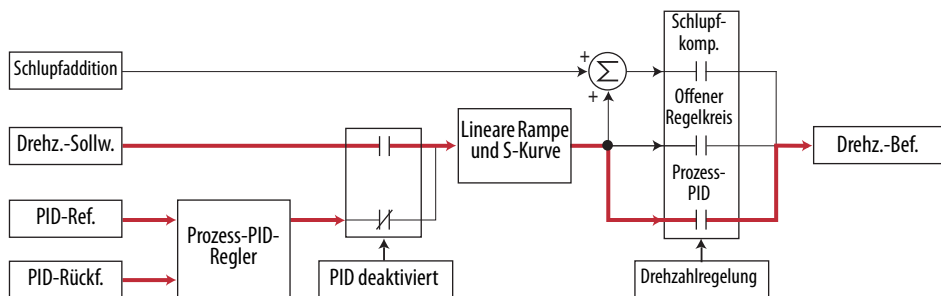 Schlupfaddition
+
+
Σ
Schlupf-
komp.
Offener
Regelkreis
Prozess-
PID
Drehz.-Sollw.
Lineare Rampe
und S-Kurve
Drehz.-Bef.
PID-Ref.
PID-Rückf.
Prozess-PID-
Regler
PID deaktiviert
Drehzahlregelung